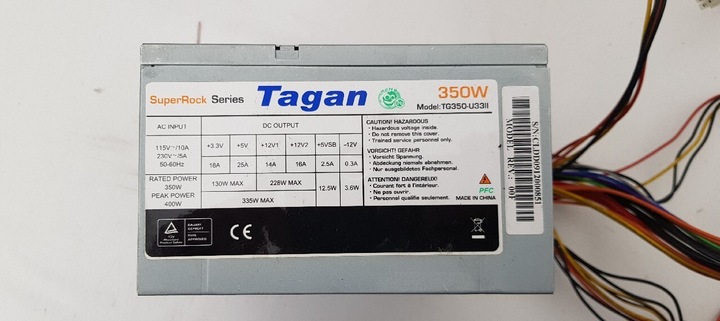 SuperRock Series Tagan 350W
Model:TG350-U33II
AC INPUT DC OUTPUT
115V~/10A
230V~/5A
50-60Hz
+3.3V +5V +12V1 +12V2 +5VSB -12V
18A 25A 14A 16A 2.5A 0.3A
RATED POWER
350W
PEAK POWER
400W
130W MAX 228W MAX 12.5W 3.6W
335W MAX
CAUTION! HAZARDOUS
• Hazardous voltage inside.
• Do not remove this cover.
• Trained service personnel only.
VORSICHT! GEFAHR
• Vorsicht Spannung.
• Abdeckung niemals abnehmen.
• Nur ausgebildetes Fachpersonal.
ATTENTION! DANGEREUX!
• Courant fort à l'intérieur.
• Ne pas ouvrir.
• Personnel qualifié seulement.
PFC
MADE IN CHINA
CE
MODEL REV: 00F